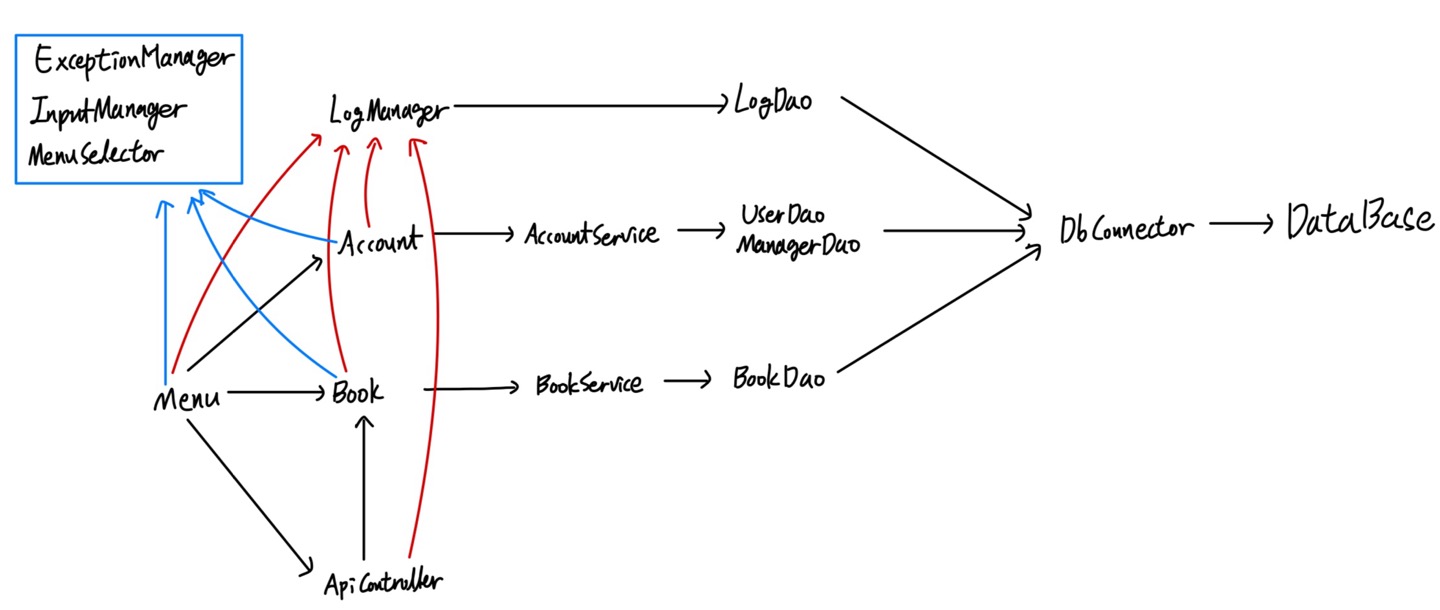 ExceptionManager
InputManager
MenuSelector
LogManager
LogDao
Account
AccountService
UserDao
ManagerDao
DbConnector
DataBase
Menu
Book
BookService
BookDao
ApiController